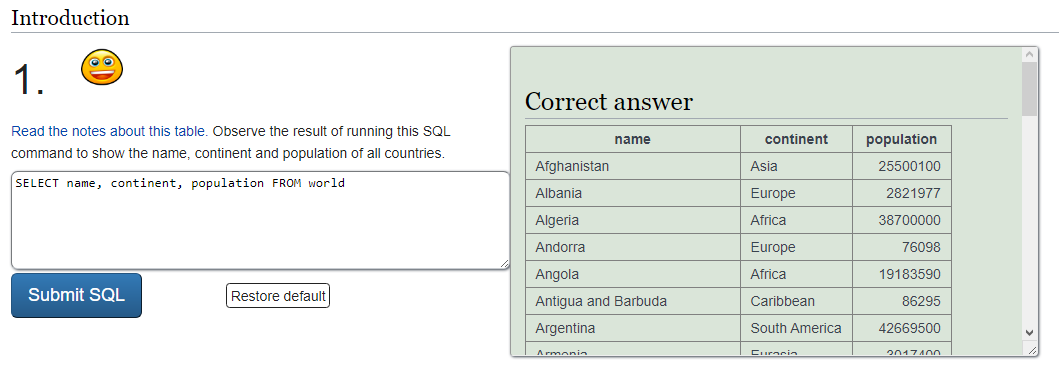 Introduction
1.
Read the notes about this table. Observe the result of running this SQL
command to show the name, continent and population of all countries.
SELECT name, continent, population FROM world
Submit SQL
Restore default
Correct answer
name continent population
Afghanistan Asia 25500100
Albania Europe 2821977
Algeria Africa 38700000
Andorra Europe 76098
Angola Africa 19183590
Antigua and Barbuda Caribbean 86295
Argentina South America 42669500
Armenia Eurasia 3017400